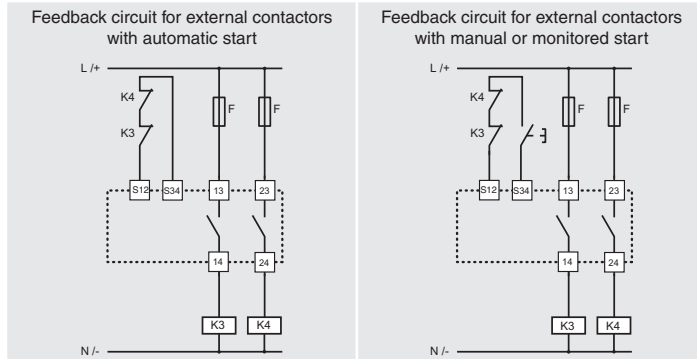 Feedback circuit for external contactors
with automatic start
L /+
K4
F
F
K3
S12
S34
13
23
14
24
K3
K4
N /-
Feedback circuit for external contactors
with manual or monitored start
L /+
K4
F
F
K3
S12
S34
13
23
14
24
K3
K4
N /-